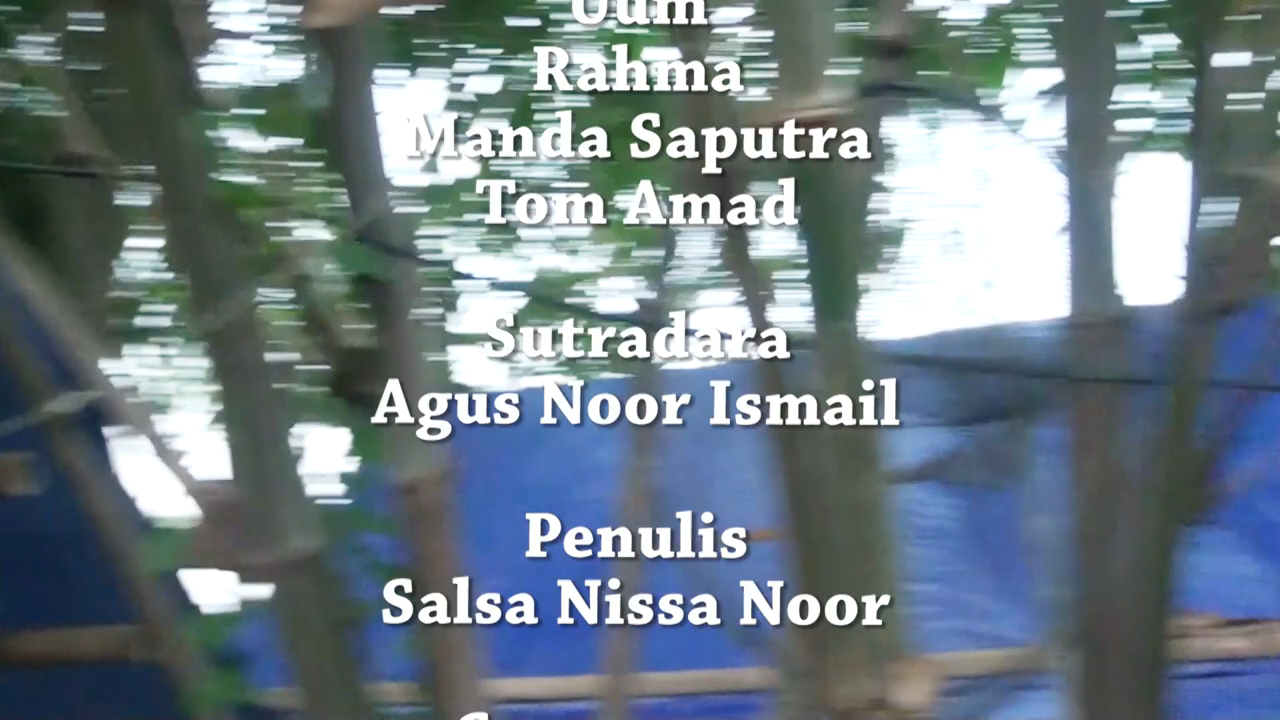 Rahma
Manda Saputra
Tom Amad
Sutradara
Agus Noor Ismail
Penulis
Salsa Nissa Noor